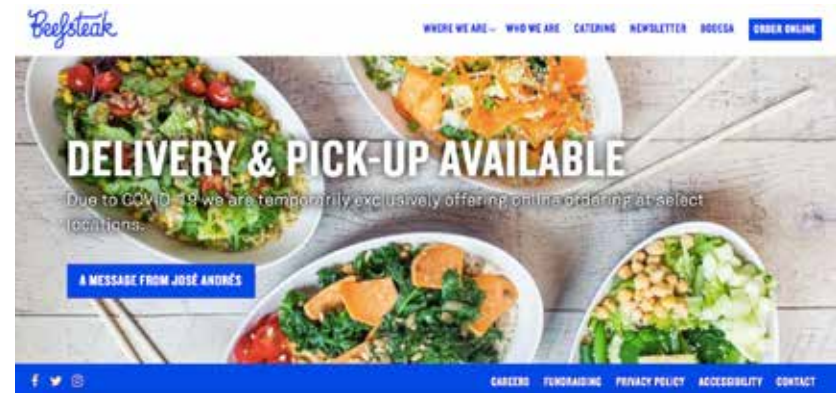 Beefsteak
WHERE WE ARE WHO WE ARE CATERING NEWSLETTER BODEGA ORDER ONLINE
DELIVERY & PICK-UP AVAILABLE
Due to COVID-19 we are temporarily exclusively offering online ordering at select
locations.
A MESSAGE FROM JOSÉ ANDRÉS
CAREERS FUNDRAISING PRIVACY POLICY ACCESSIBILITY CONTACT